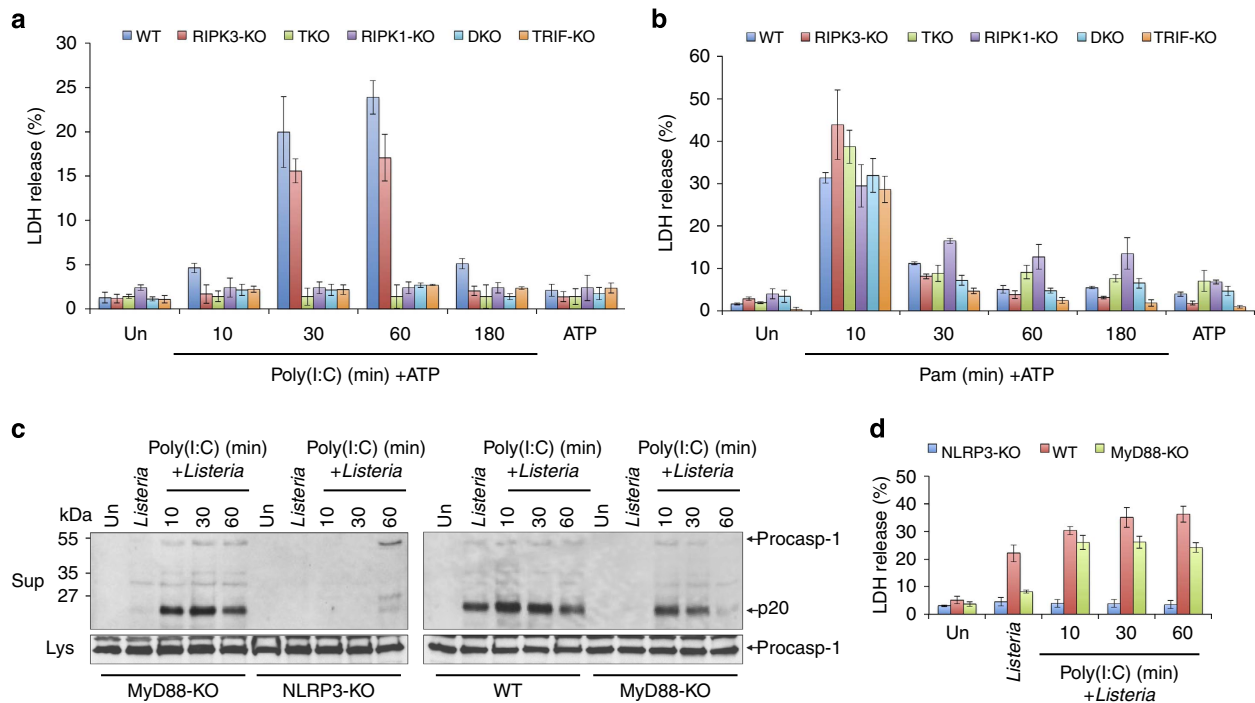 a
WT RIPK3-KO TKO RIPK1-KO DKO TRIF-KO
LDH release (%)
30
25
20
15
10
5
0
Un 10 30 60 180 ATP
Poly(I:C) (min) +ATP
b
WT RIPK3-KO TKO RIPK1-KO DKO TRIF-KO
LDH release (%)
60
50
40
30
20
10
0
Un 10 30 60 180 ATP
Pam (min) +ATP
c
Poly(I:C) (min) Poly(I:C) (min) Poly(I:C) (min) Poly(I:C) (min)
+Listeria +Listeria +Listeria +Listeria
kDa Un Listeria 10 30 60 Un Listeria 10 30 60 Un Listeria 10 30 60 Un Listeria 10 30 60
55 Procasp-1
35
Sup
27
p20
Lys Procasp-1
MyD88-KO NLRP3-KO WT MyD88-KO
d
NLRP3-KO WT MyD88-KO
LDH release (%)
50
40
30
20
10
0
Un Listeria 10 30 60
Poly(I:C) (min)
+Listeria